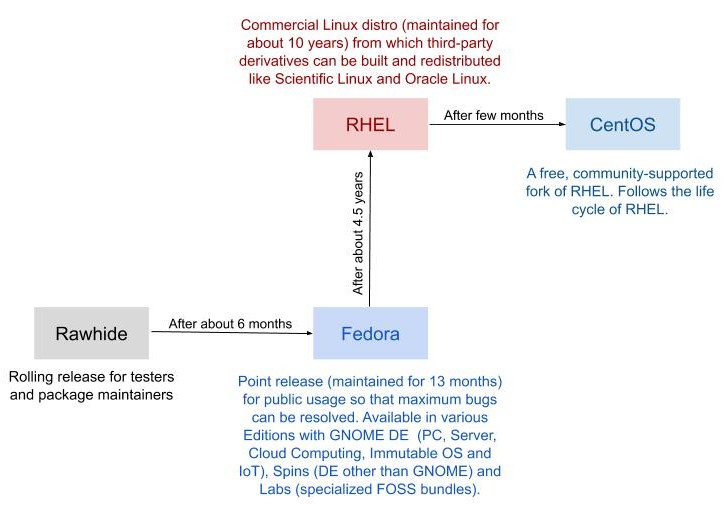 Commercial Linux distro (maintained for
about 10 years) from which third-party
derivatives can be built and redistributed
like Scientific Linux and Oracle Linux.
RHEL
After few months
CentOS
A free, community-supported
fork of RHEL. Follows the life
cycle of RHEL.
After about 4.5 years
Rawhide
After about 6 months
Fedora
Rolling release for testers
and package maintainers
Point release (maintained for 13 months)
for public usage so that maximum bugs
can be resolved. Available in various
Editions with GNOME DE (PC, Server,
Cloud Computing, Immutable OS and
IoT), Spins (DE other than GNOME) and
Labs (specialized FOSS bundles).